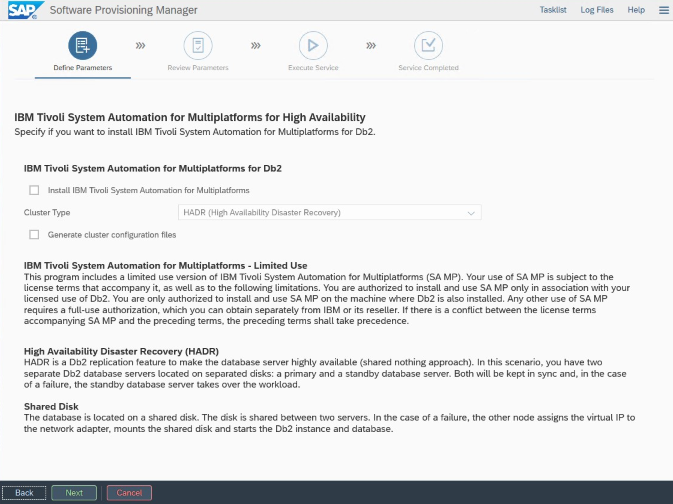 SAP Software Provisioning Manager Tasklist Log Files Help
Define Parameters Review Parameters Execute Service Service Completed
IBM Tivoli System Automation for Multiplatforms for High Availability
Specify if you want to install IBM Tivoli System Automation for Multiplatforms for Db2.
IBM Tivoli System Automation for Multiplatforms for Db2
Install IBM Tivoli System Automation for Multiplatforms
Cluster Type HADR (High Availability Disaster Recovery)
Generate cluster configuration files
IBM Tivoli System Automation for Multiplatforms - Limited Use
This program includes a limited use version of IBM Tivoli System Automation for Multiplatforms (SA MP). Your use of SA MP is subject to the
license terms that accompany it, as well as to the following limitations. You are authorized to install and use SA MP only in association with your
licensed use of Db2. You are only authorized to install and use SA MP on the machine where Db2 is also installed. Any other use of SA MP
requires a full-use authorization, which you can obtain separately from IBM or its reseller. If there is a conflict between the license terms
accompanying SA MP and the preceding terms, the preceding terms shall take precedence.
High Availability Disaster Recovery (HADR)
HADR is a Db2 replication feature to make the database server highly available (shared nothing approach). In this scenario, you have two
separate Db2 database servers located on separated disks: a primary and a standby database server. Both will be kept in sync and, in the case
of a failure, the standby database server takes over the workload.
Shared Disk
The database is located on a shared disk. The disk is shared between two servers. In the case of a failure, the other node assigns the virtual IP to
the network adapter, mounts the shared disk and starts the Db2 instance and database.
Back Next Cancel